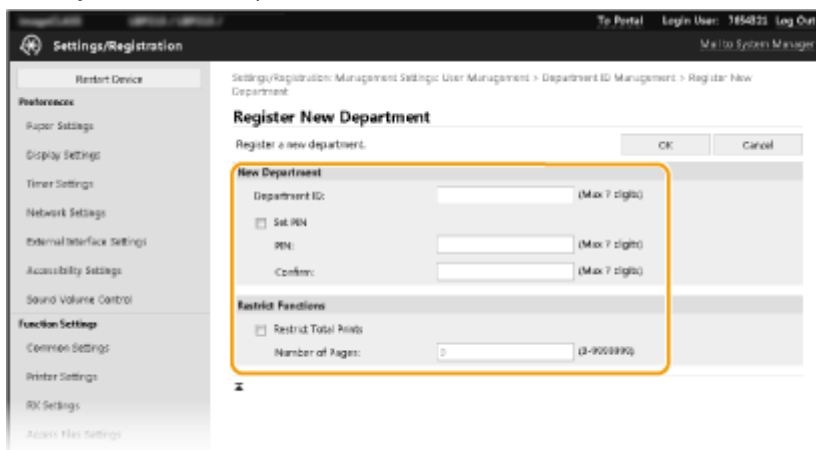 To Portal Login User: 7654321 Log Out
Settings/Registration
Mail to System Manager
Restart Device
Settings/Registration: Management Settings: User Management > Department ID Management > Register New
Department
Preferences
Register New Department
Paper Settings
Register a new department.
OK
Cancel
Display Settings
New Department
Timer Settings
Department ID:
(Max 7 digits)
Network Settings
Set PIN
External Interface Settings
PIN:
(Max 7 digits)
Accessibility Settings
Confirm:
(Max 7 digits)
Sound Volume Control
Restrict Functions
Function Settings
Restrict Total Prints
Common Settings
Number of Pages:
0
(0-9999999)
Printer Settings
RX Settings
Access Files Settings